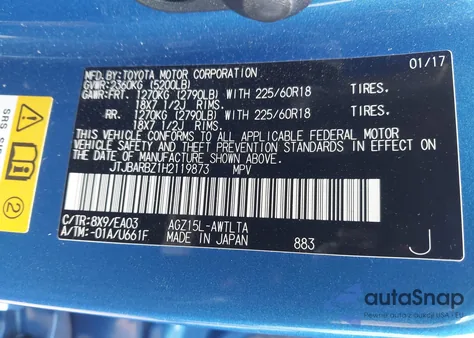 MFD. BY: TOYOTA MOTOR CORPORATION 01/17
GVWR: 2360KG (5200LB)
GAWR: FRT. 1270KG (2790LB) WITH 225/60R18 TIRES.
18X7 1/2J RIMS.
RR. 1270KG (2790LB) WITH 225/60R18 TIRES.
18X7 1/2J RIMS.
THIS VEHICLE CONFORMS TO ALL APPLICABLE FEDERAL MOTOR
VEHICLE SAFETY AND THEFT PREVENTION STANDARDS IN EFFECT
ON THE DATE OF MANUFACTURE SHOWN ABOVE.
JTJBARBZ1H2119873 MPV
C/TR: 8X9/EA03 AGZ15L-AWTLTA
A/TM: -01A/U661F MADE IN JAPAN 883 J
SRS
2
autoSnap